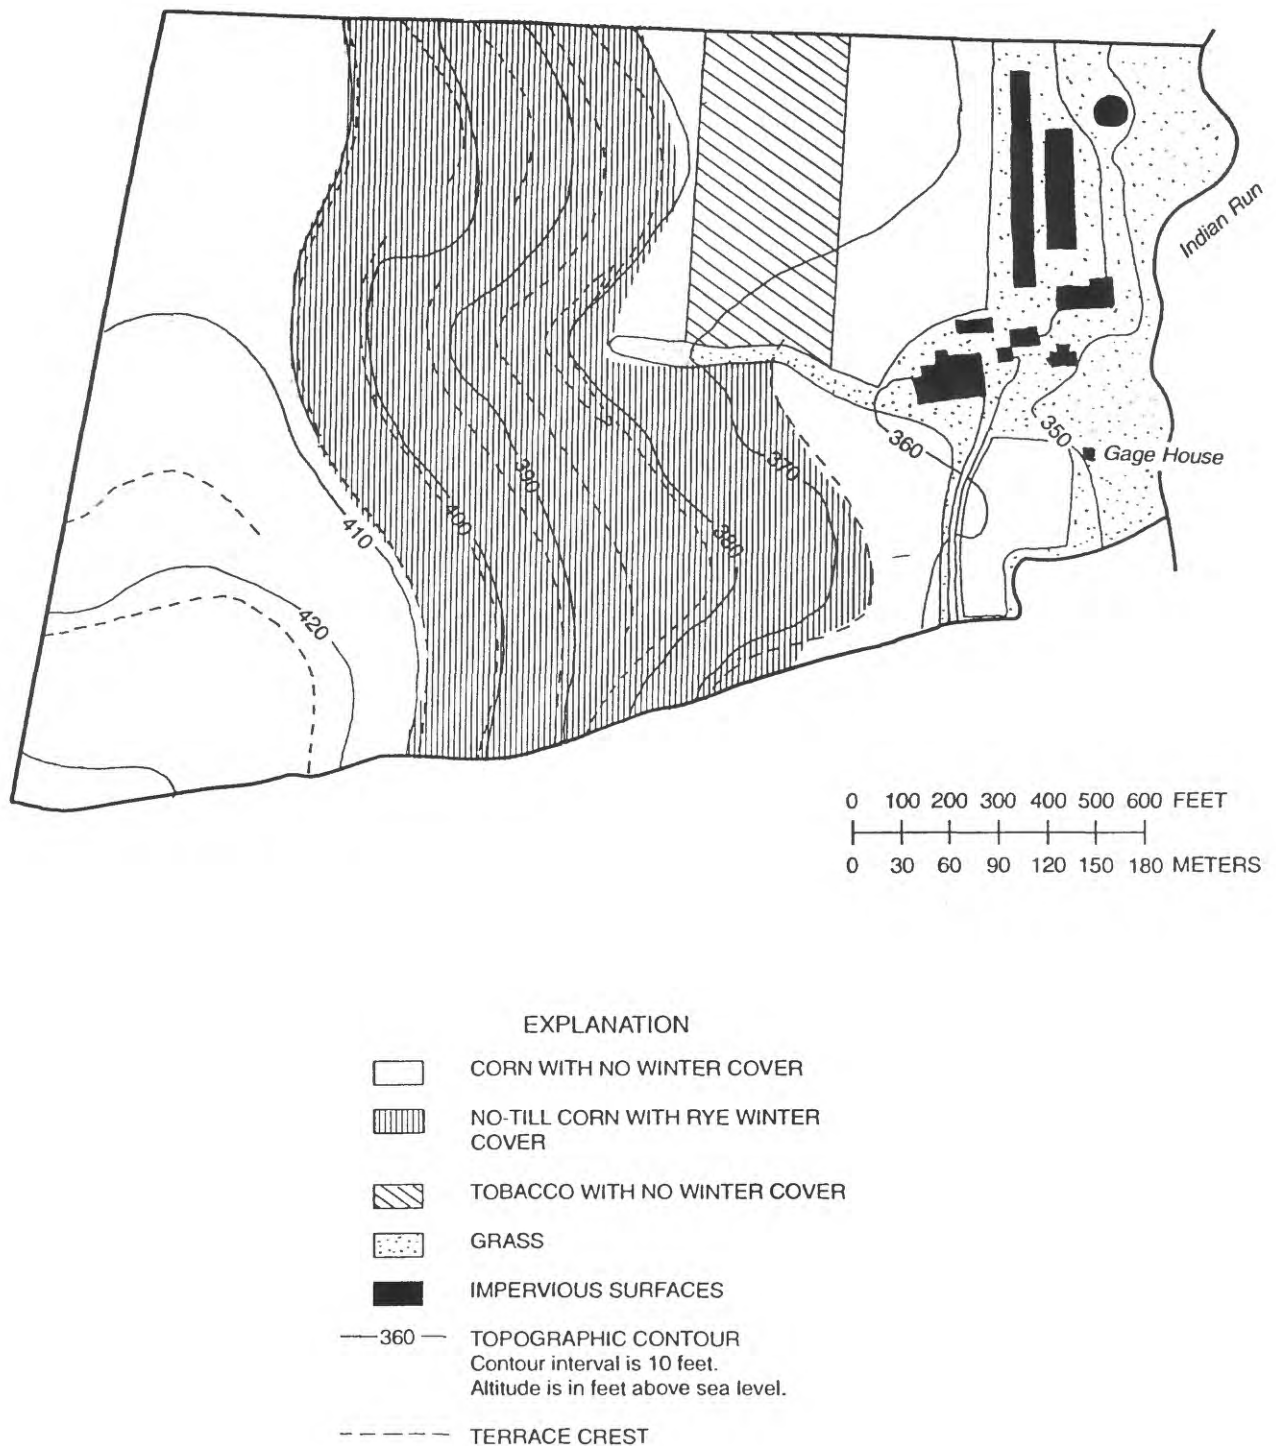 Indian Run
350
360
Gage House
370
390
400
380
410
420
0 100 200 300 400 500 600 FEET
0 30 60 90 120 150 180 METERS
EXPLANATION
CORN WITH NO WINTER COVER
NO-TILL CORN WITH RYE WINTER
COVER
TOBACCO WITH NO WINTER COVER
GRASS
IMPERVIOUS SURFACES
360
TOPOGRAPHIC CONTOUR
Contour interval is 10 feet.
Altitude is in feet above sea level.
TERRACE CREST